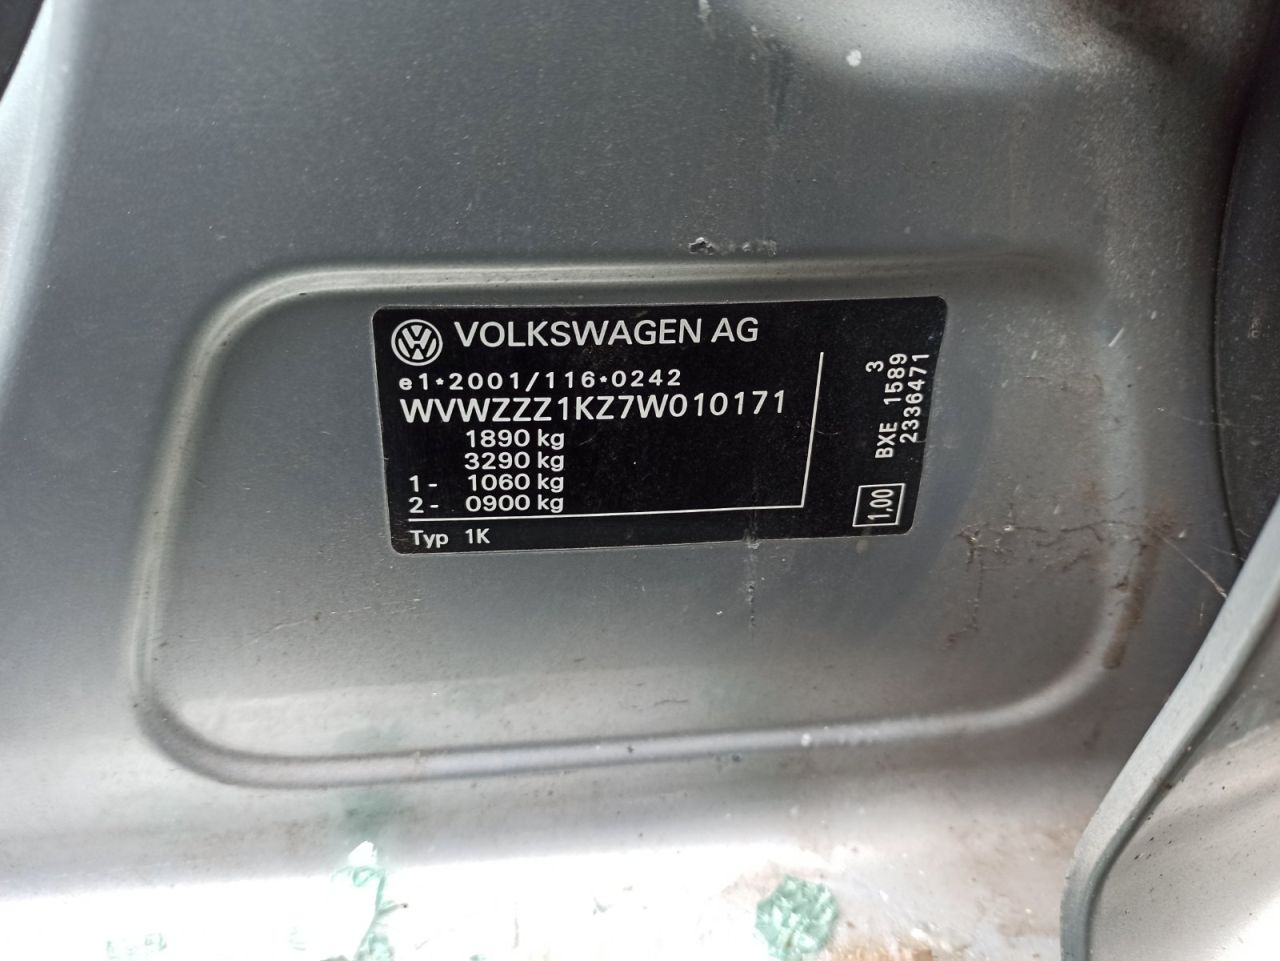 VOLKSWAGEN AG
e1*2001/116*0242
WVWZZZ1KZ7W010171
1890 kg
3290 kg
1 - 1060 kg
2 - 0900 kg
Typ 1K
3
BXE 1589
2336471
1,00